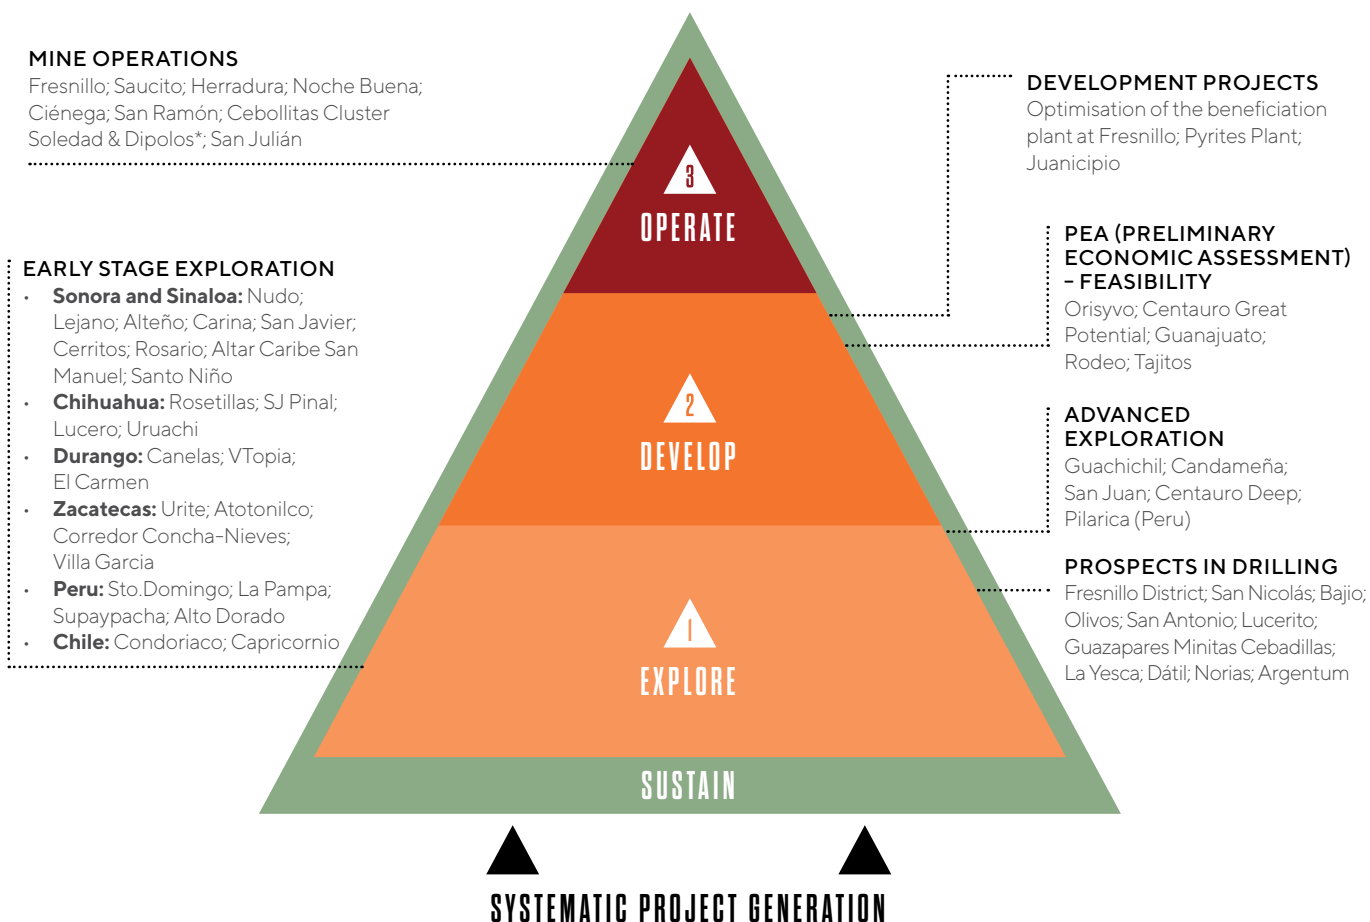 MINE OPERATIONS
Fresnillo; Saucito; Herradura; Noche Buena;
Ciénega; San Ramón; Cebollitas Cluster
Soledad & Dipolos*; San Julián
EARLY STAGE EXPLORATION
• Sonora and Sinaloa: Nudo;
Lejano; Alteño; Carina; San Javier;
Cerritos; Rosario; Altar Caribe San
Manuel; Santo Niño
• Chihuahua: Rosetillas; SJ Pinal;
Lucero; Uruachi
• Durango: Canelas; VTopia;
El Carmen
• Zacatecas: Urite; Atotonilco;
Corredor Concha-Nieves;
Villa Garcia
• Peru: Sto.Domingo; La Pampa;
Supaypacha; Alto Dorado
• Chile: Condoriaco; Capricornio
3
OPERATE
2
DEVELOP
1
EXPLORE
SUSTAIN
DEVELOPMENT PROJECTS
Optimisation of the beneficiation
plant at Fresnillo; Pyrites Plant;
Juanicipio
PEA (PRELIMINARY
ECONOMIC ASSESSMENT)
– FEASIBILITY
Orisyvo; Centauro Great
Potential; Guanajuato;
Rodeo; Tajitos
ADVANCED
EXPLORATION
Guachichil; Candameña;
San Juan; Centauro Deep;
Pilarica (Peru)
PROSPECTS IN DRILLING
Fresnillo District; San Nicolás; Bajio;
Olivos; San Antonio; Lucerito;
Guazapares Minitas Cebadillas;
La Yesca; Dátil; Norias; Argentum
SYSTEMATIC PROJECT GENERATION